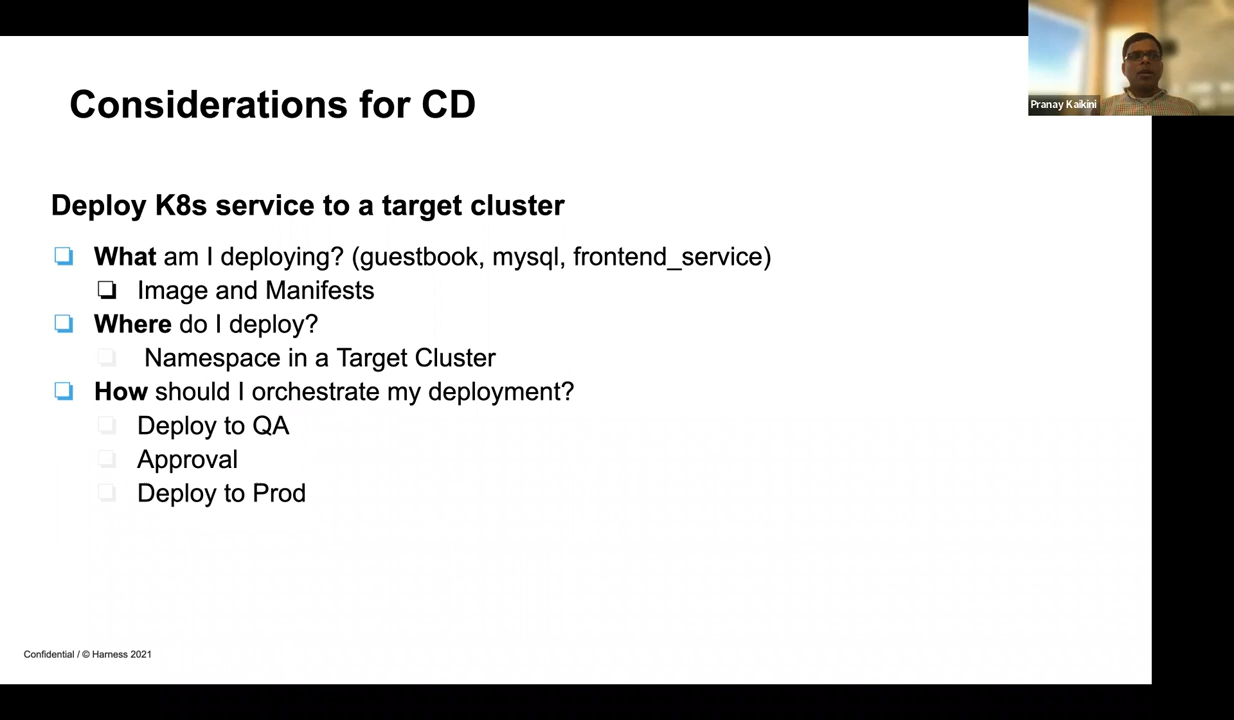 Considerations for CD
Pranay Kaikini
Deploy K8s service to a target cluster
What am I deploying? (guestbook, mysql, frontend_service)
Image and Manifests
Where do I deploy?
Namespace in a Target Cluster
How should I orchestrate my deployment?
Deploy to QA
Approval
Deploy to Prod
Confidential / © Harness 2021